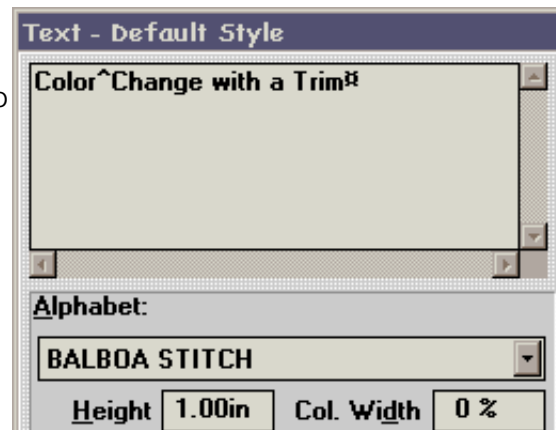 Text - Default Style
Color^Change with a Trim¤
Alphabet:
BALBOA STITCH
Height 1.00in Col. Width 0 %